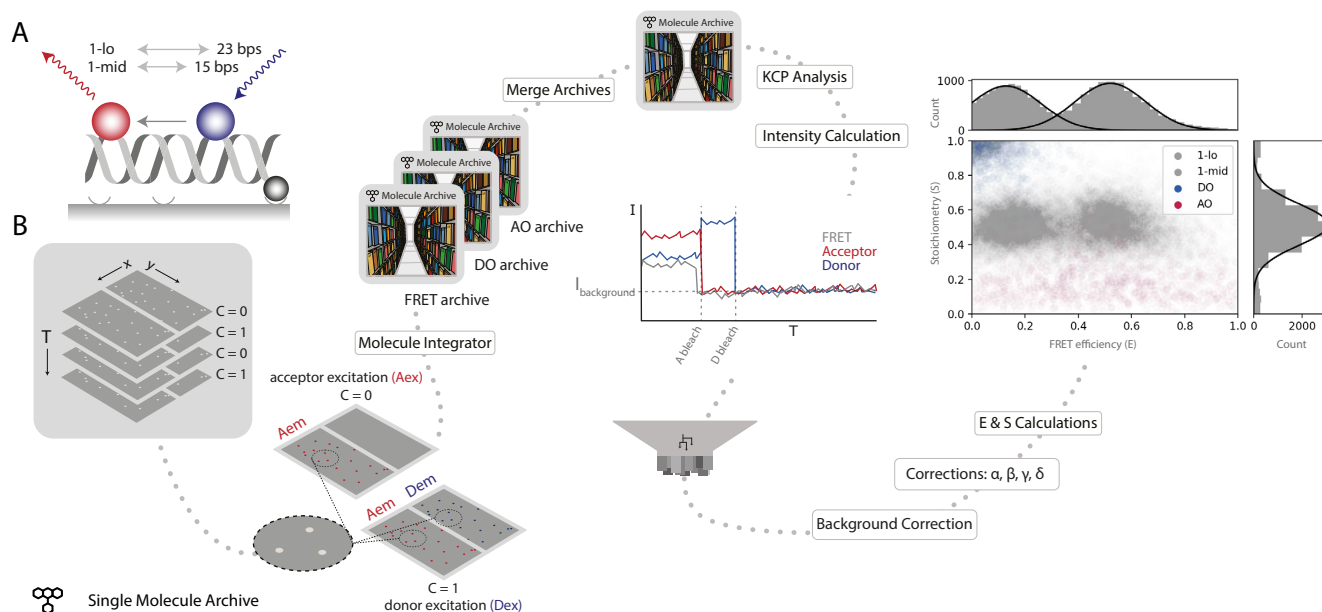 A
1-lo 23 bps
1-mid 15 bps
B
x y
T
C = 0
C = 1
C = 0
C = 1
acceptor excitation (Aex)
C = 0
Aem
Aem Dem
C = 1
donor excitation (Dex)
Single Molecule Archive
Molecule Integrator
FRET archive
DO archive
AO archive
Molecule Archive
Molecule Archive
Molecule Archive
Merge Archives
Molecule Archive
KCP Analysis
Intensity Calculation
I
FRET
Acceptor
Donor
Ibackground
T
A bleach
D bleach
Background Correction
Corrections: α, β, γ, δ
E & S Calculations
Count
1000
0
Stoichiometry (S)
1.0
0.8
0.6
0.4
0.2
0.0
1-lo
1-mid
DO
AO
0.0 0.2 0.4 0.6 0.8 1.0
FRET efficiency (E)
0 2000
Count